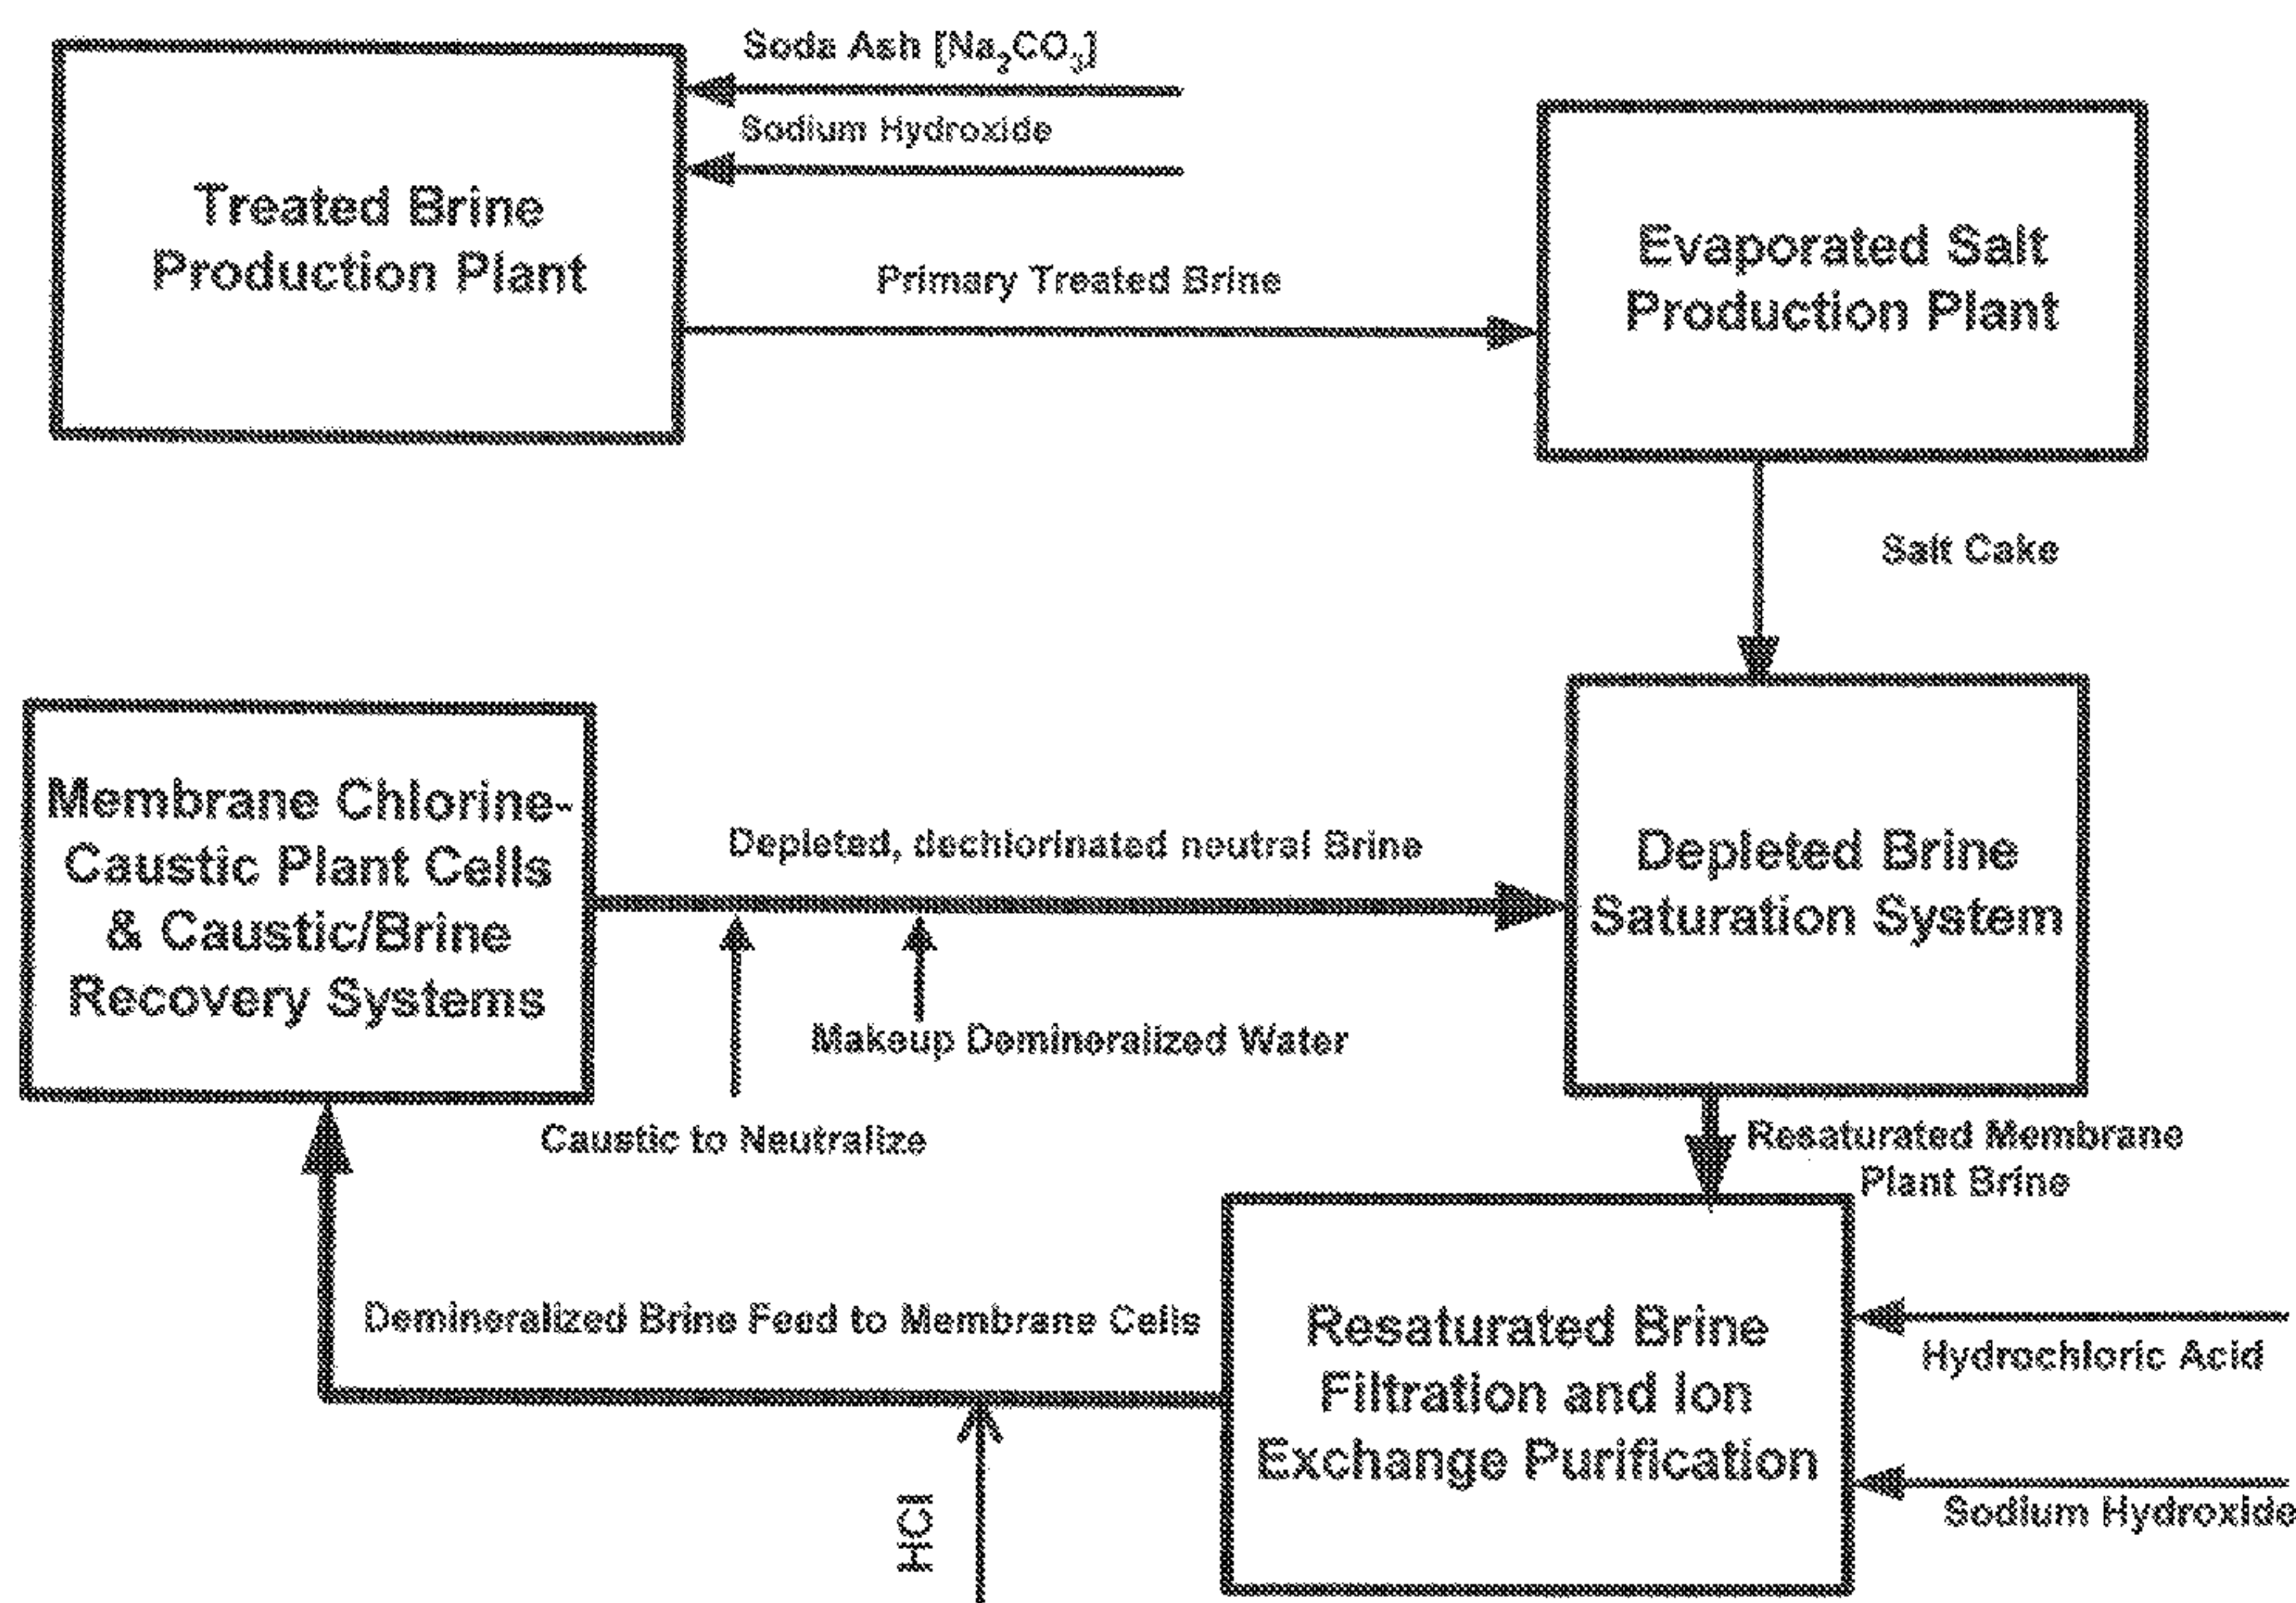 Soda Ash [Na₂CO₃]
Sodium Hydroxide
Treated Brine
Production Plant
Primary Treated Brine
Evaporated Salt
Production Plant
Salt Cake
Membrane Chlorine-
Caustic Plant Cells
& Caustic/Brine
Recovery Systems
Depleted, dechlorinated neutral Brine
Depleted Brine
Saturation System
Makeup Demineralized Water
Caustic to Neutralize
Resaturated Membrane
Plant Brine
Demineralized Brine Feed to Membrane Cells
Resaturated Brine
Filtration and Ion
Exchange Purification
Hydrochloric Acid
Sodium Hydroxide
HCl